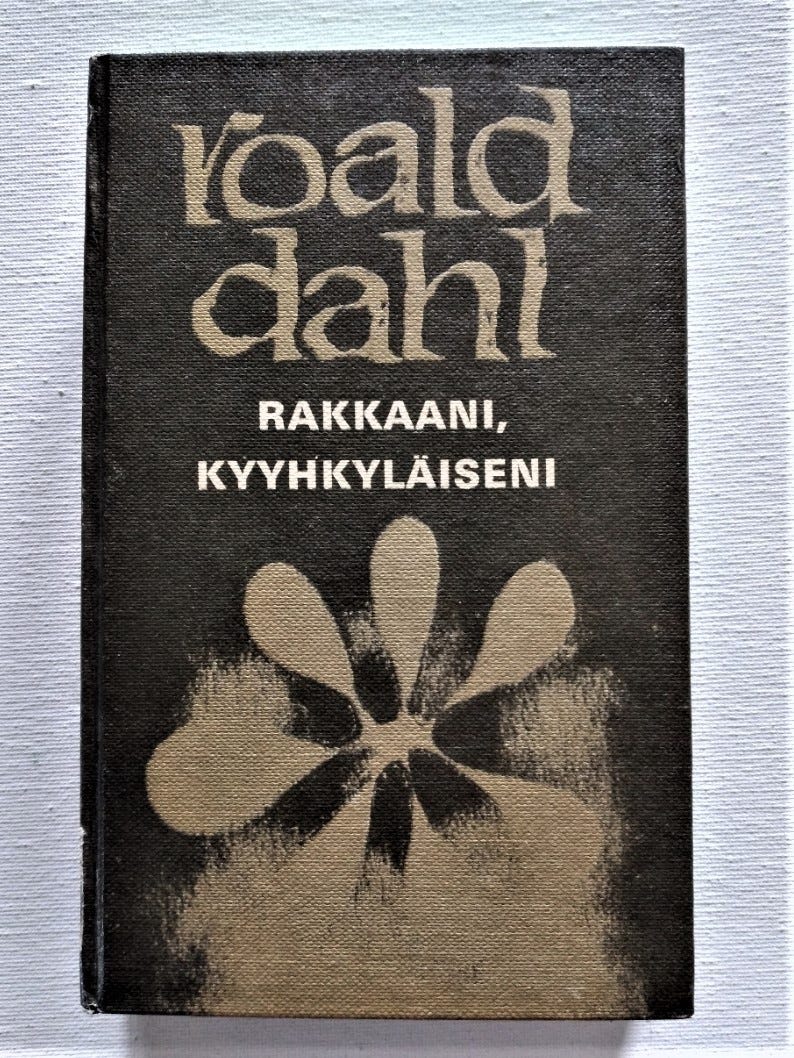 roald
dahl
RAKKAANI,
KYYHKYLÄISENI